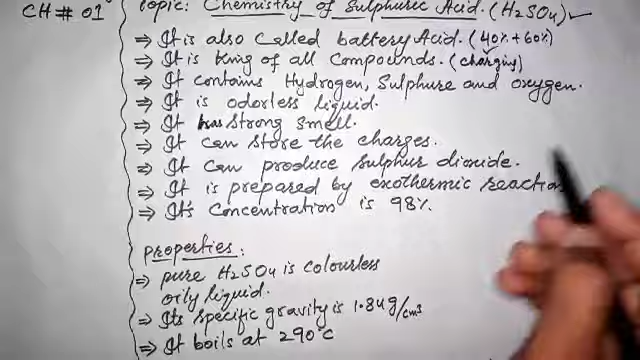 CH # 01
Topic: Chemistry of Sulphuric Acid. (H2SO4)
⇒ It is also called battery Acid. (40% + 60%)
⇒ It is king of all compounds. (charging)
⇒ It contains Hydrogen, Sulphure and oxygen.
⇒ It is odorless liquid.
⇒ It has strong smell.
⇒ It can store the charges.
⇒ It can produce sulphur dioxide.
⇒ It is prepared by exothermic reaction
⇒ Its concentration is 98%.
properties:
⇒ pure H2SO4 is colourless
oily liquid.
⇒ Its specific gravity is 1.84 g/cm3
⇒ It boils at 290°C